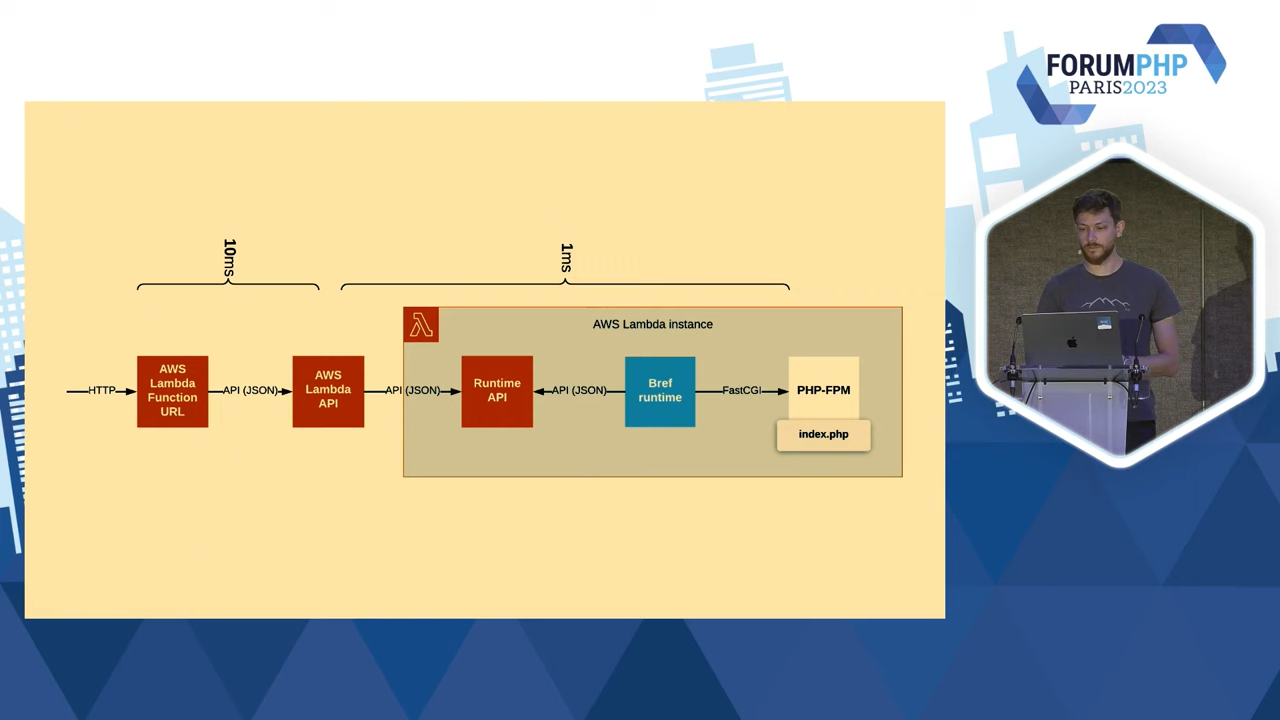 FORUMPHP
PARIS2023
10ms
1ms
AWS Lambda instance
HTTP
AWS
Lambda
Function
URL
API (JSON)
AWS
Lambda
API
API (JSON)
Runtime
API
API (JSON)
Bref
runtime
FastCGI
PHP-FPM
index.php